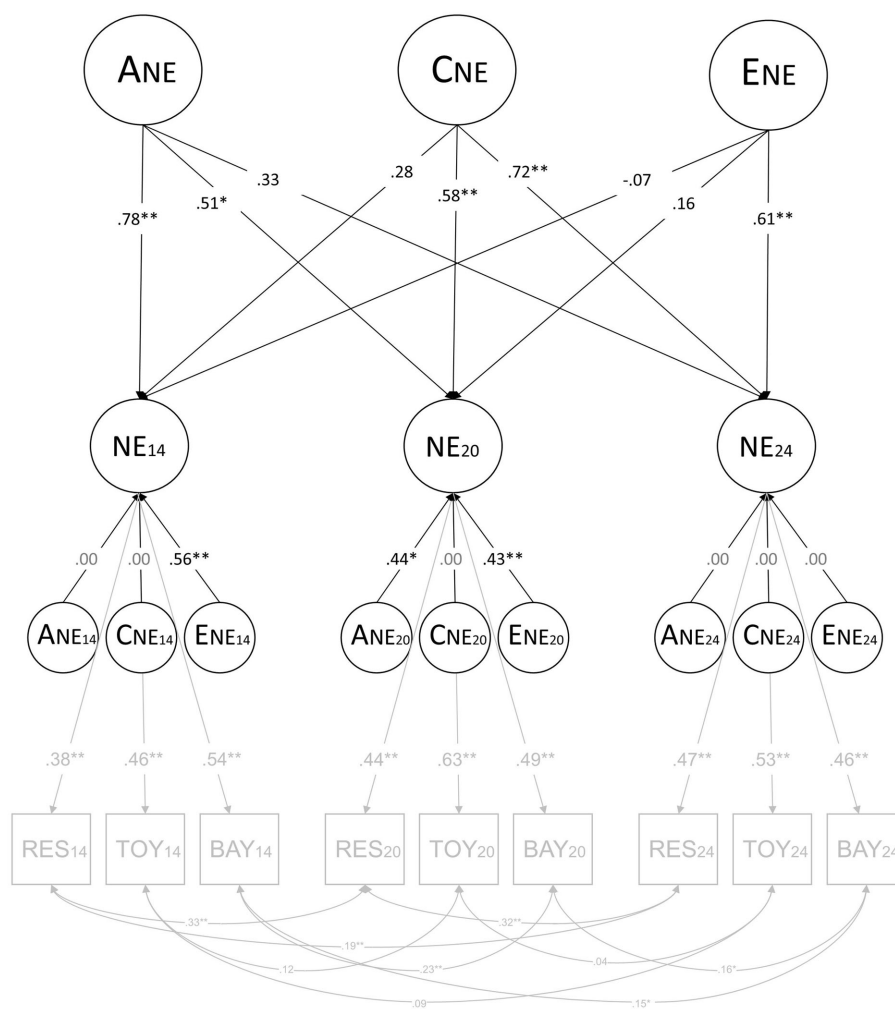 ANE CNE ENE
.33 .28 .72** -.07
.78** .51* .58** .16 .61**
NE14 NE20 NE24
.00 .00 .56** .44* .00 .43** .00 .00 .00
ANE14 CNE14 ENE14 ANE20 CNE20 ENE20 ANE24 CNE24 ENE24
.38** .46** .54** .44** .63** .49** .47** .53** .46**
RES14 TOY14 BAY14 RES20 TOY20 BAY20 RES24 TOY24 BAY24
.33** .32**
.19**
.12 .23** .04 .16*
.09 .15*